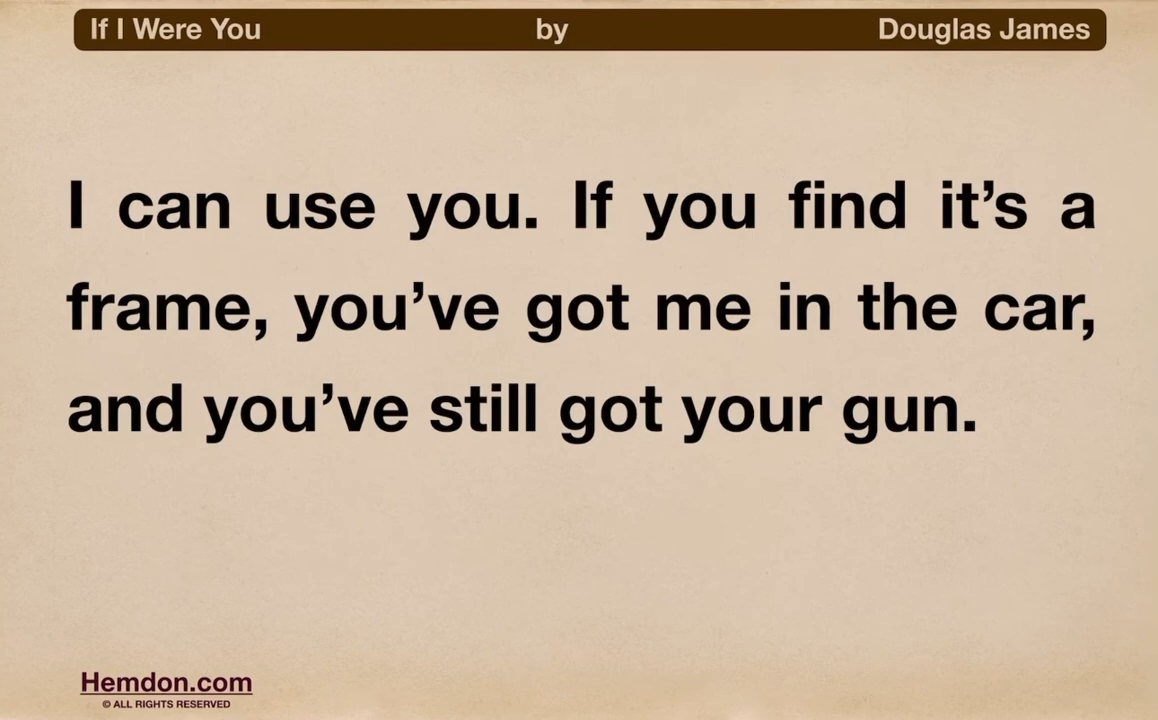 If I Were You by Douglas James
I can use you. If you find it’s a
frame, you’ve got me in the car,
and you’ve still got your gun.
Hemdon.com
© ALL RIGHTS RESERVED